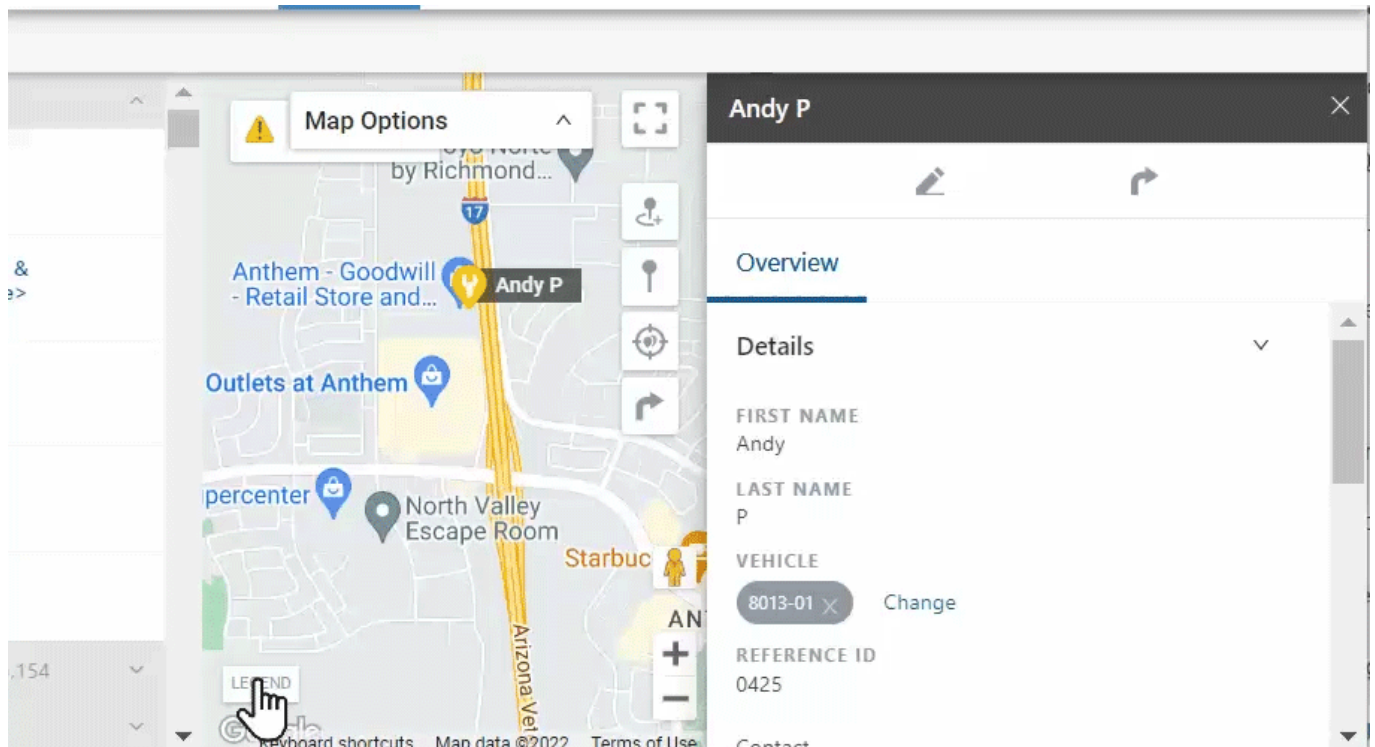 &
e>
,154
Map Options
by Richmond...
17
Anthem - Goodwill
- Retail Store and...
Andy P
Outlets at Anthem
percenter
North Valley
Escape Room
Starbuc
AN
Arizona Vet
LEGEND
Keyboard shortcuts
Map data ©2022
Terms of Use
Andy P
Overview
Details
FIRST NAME
Andy
LAST NAME
P
VEHICLE
8013-01
Change
REFERENCE ID
0425
Contact